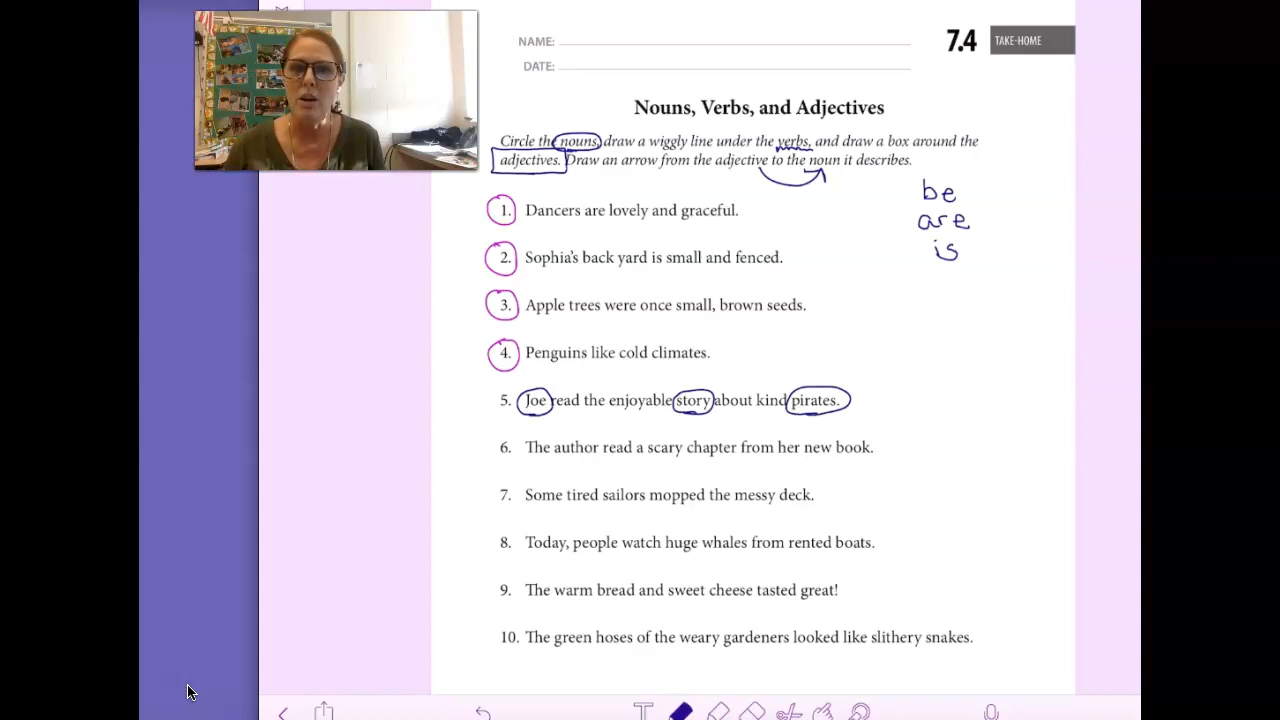 NAME:
7.4 TAKE-HOME
DATE:
Nouns, Verbs, and Adjectives
Circle the nouns, draw a wiggly line under the verbs, and draw a box around the
adjectives. Draw an arrow from the adjective to the noun it describes.
be
are
is
1. Dancers are lovely and graceful.
2. Sophia's back yard is small and fenced.
3. Apple trees were once small, brown seeds.
4. Penguins like cold climates.
5. Joe read the enjoyable story about kind pirates.
6. The author read a scary chapter from her new book.
7. Some tired sailors mopped the messy deck.
8. Today, people watch huge whales from rented boats.
9. The warm bread and sweet cheese tasted great!
10. The green hoses of the weary gardeners looked like slithery snakes.
T